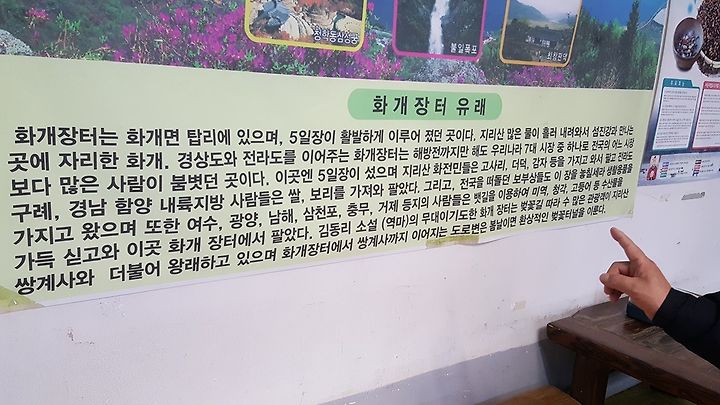 청학동삼성궁
불일폭포
최참판댁
화개장터 유래
화개장터는 화개면 탑리에 있으며, 5일장이 활발하게 이루어 졌던 곳이다. 지리산 많은 물이 흘러 내려와서 섬진강과 만나는
곳에 자리한 화개. 경상도와 전라도를 이어주는 화개장터는 해방전까지만 해도 우리나라 7대 시장 중 하나로 전국의 어느 시장
보다 많은 사람이 붐볏던 곳이다. 이곳엔 5일장이 섰으며 지리산 화전민들은 고사리, 더덕, 감자 등을 가지고 와서 팔고 전라도
구례, 경남 함양 내륙지방 사람들은 쌀, 보리를 가져와 팔았다. 그리고, 전국을 떠돌던 보부상들도 이 장을 놓칠세라 생활용품을
가지고 왔으며 또한 여수, 광양, 남해, 삼천포, 충무, 거제 등지의 사람들은 뱃길을 이용하여 미역, 청각, 고등어 등 수산물을
가득 싣고와 이곳 화개 장터에서 팔았다. 김동리 소설 (역마)의 무대이기도한 화개 장터는 벚꽃길 따라 수 많은 관광객이 지리산
쌍계사와 더불어 왕래하고 있으며 화개장터에서 쌍계사까지 이어지는 도로변은 봄날이면 환상적인 벚꽃터널을 이룬다.